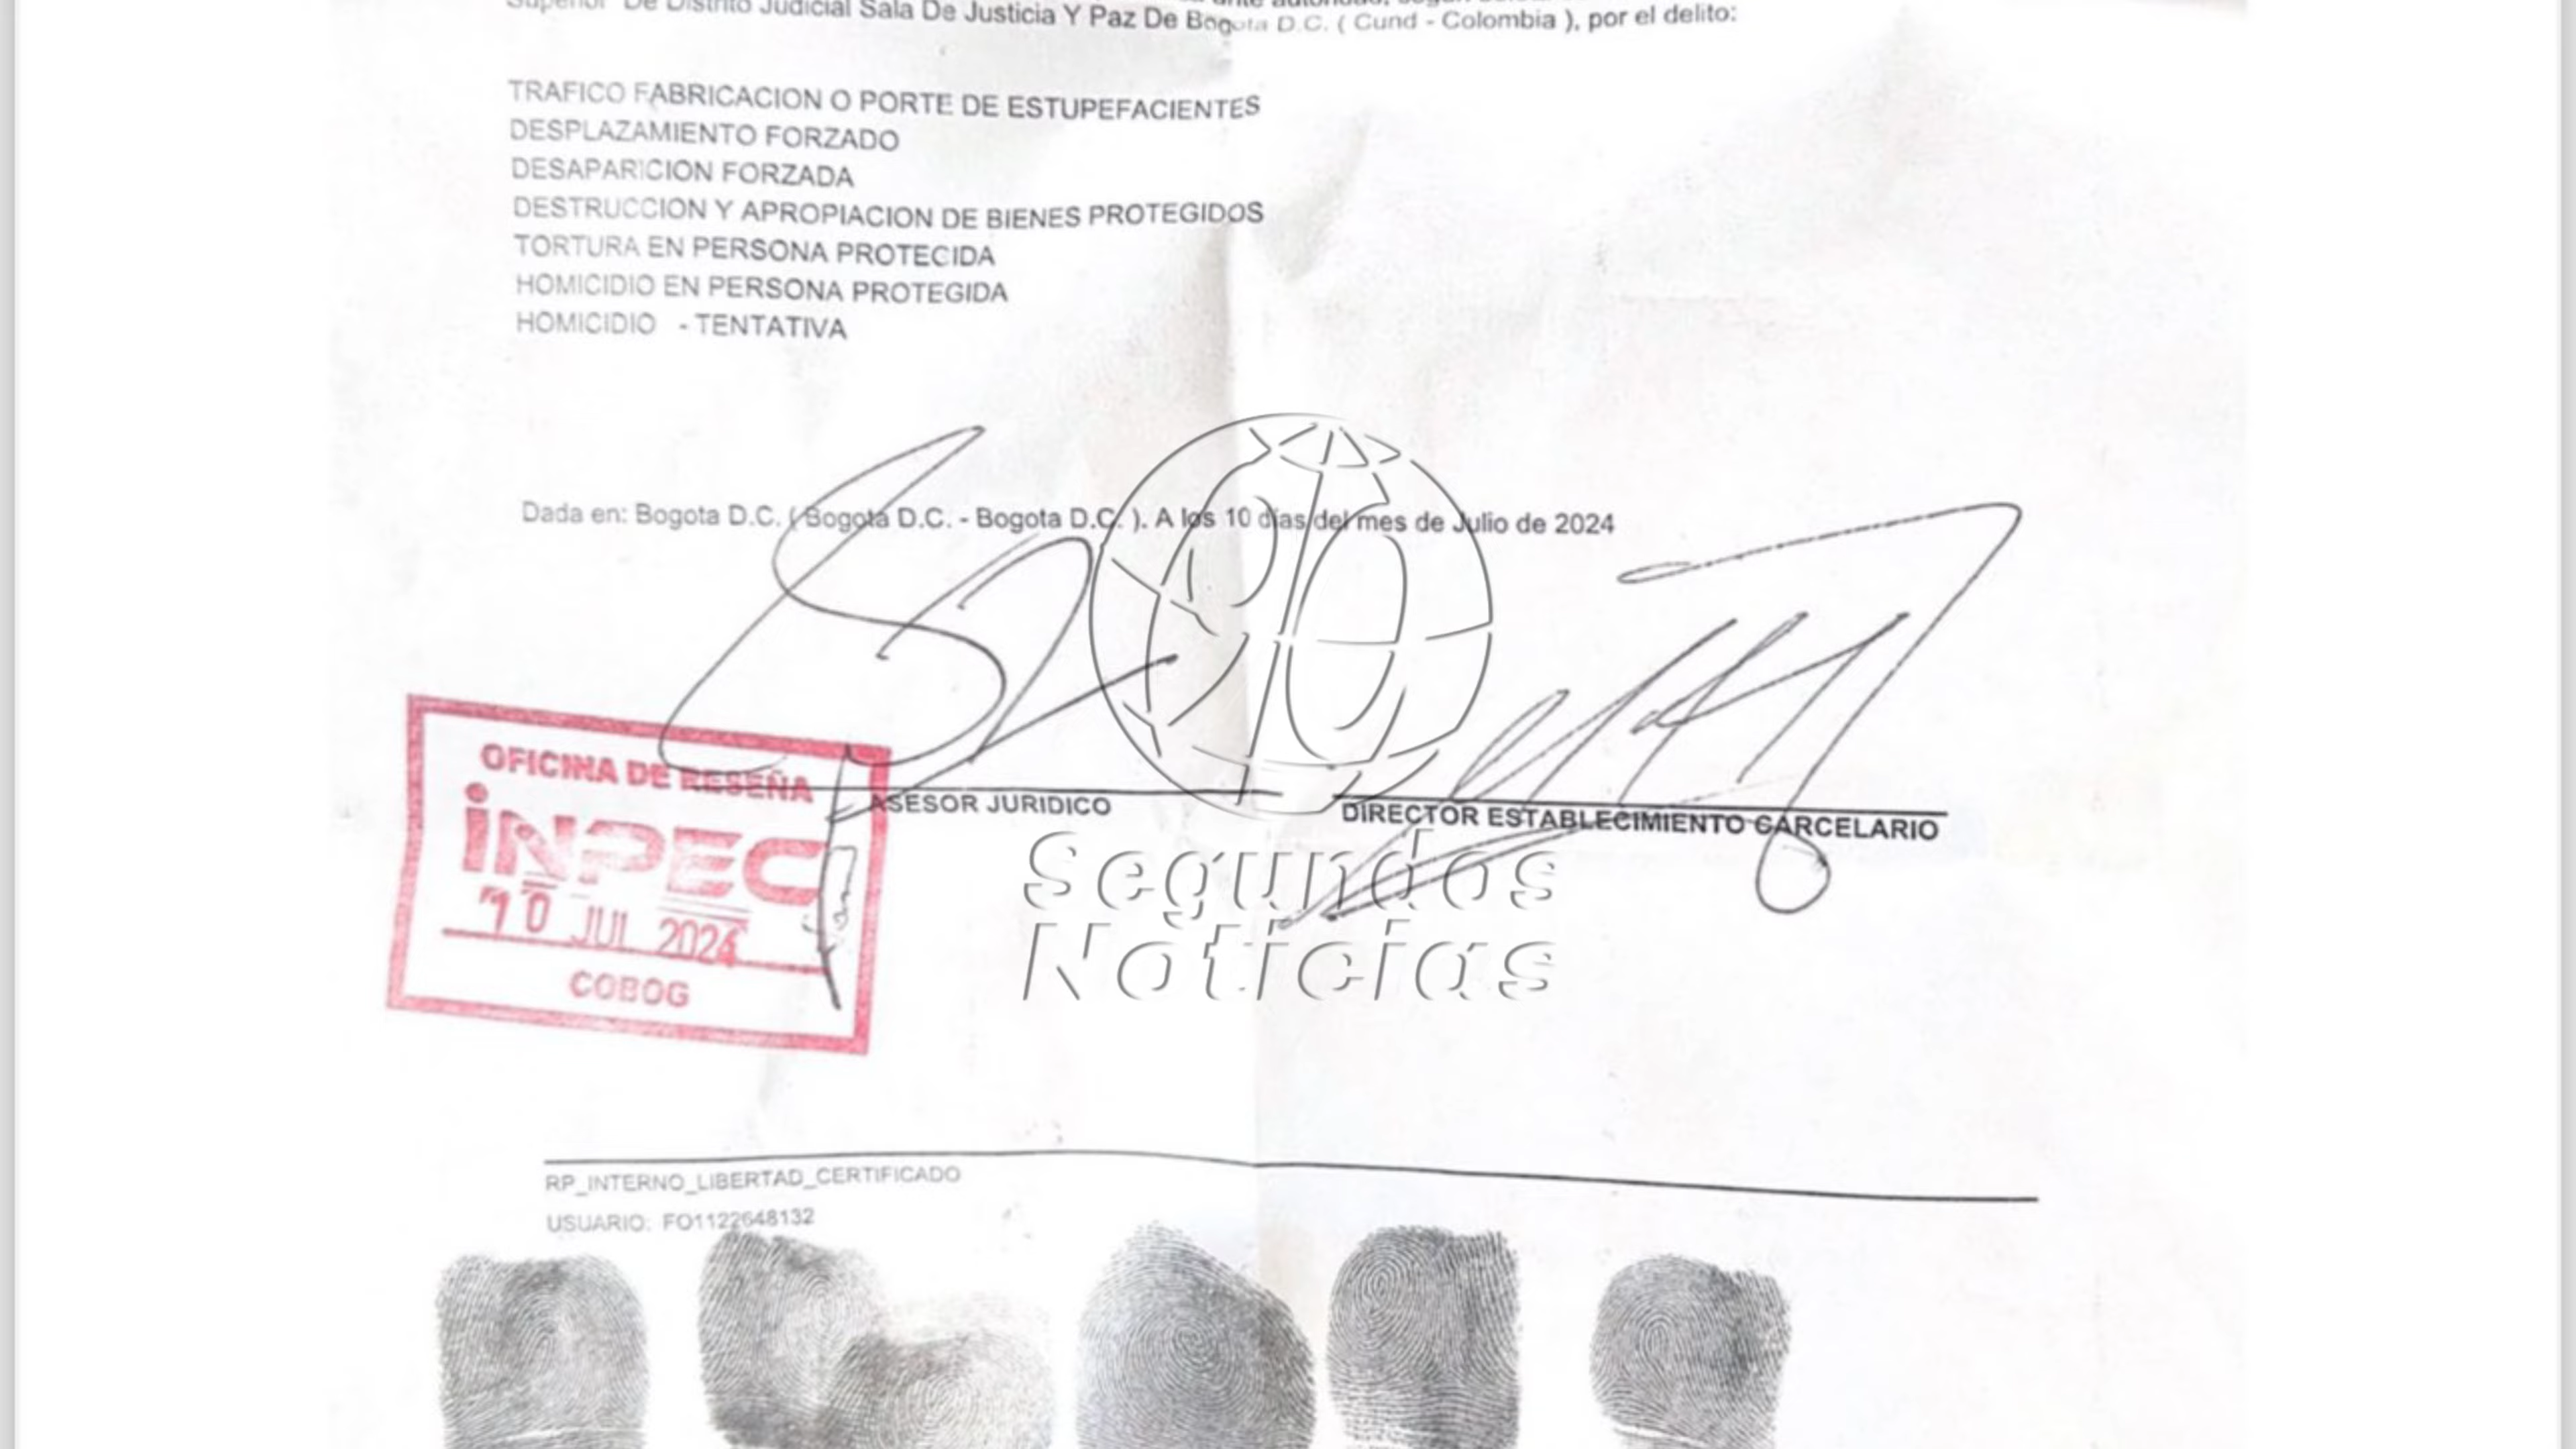 Superior De Distrito Judicial Sala De Justicia Y Paz De Bogota D.C. ( Cund - Colombia ), por el delito:
TRAFICO FABRICACION O PORTE DE ESTUPEFACIENTES
DESPLAZAMIENTO FORZADO
DESAPARICION FORZADA
DESTRUCCION Y APROPIACION DE BIENES PROTEGIDOS
TORTURA EN PERSONA PROTEGIDA
HOMICIDIO EN PERSONA PROTEGIDA
HOMICIDIO - TENTATIVA
Dada en: Bogota D.C. ( Bogota D.C. - Bogota D.C. ). A los 10 días del mes de Julio de 2024
OFICINA DE RESEÑA
INPEC
10 JUL 2024
COBOG
ASESOR JURIDICO
DIRECTOR ESTABLECIMIENTO CARCELARIO
Segundos
Noticias
RP_INTERNO_LIBERTAD_CERTIFICADO
USUARIO: FO1122648132